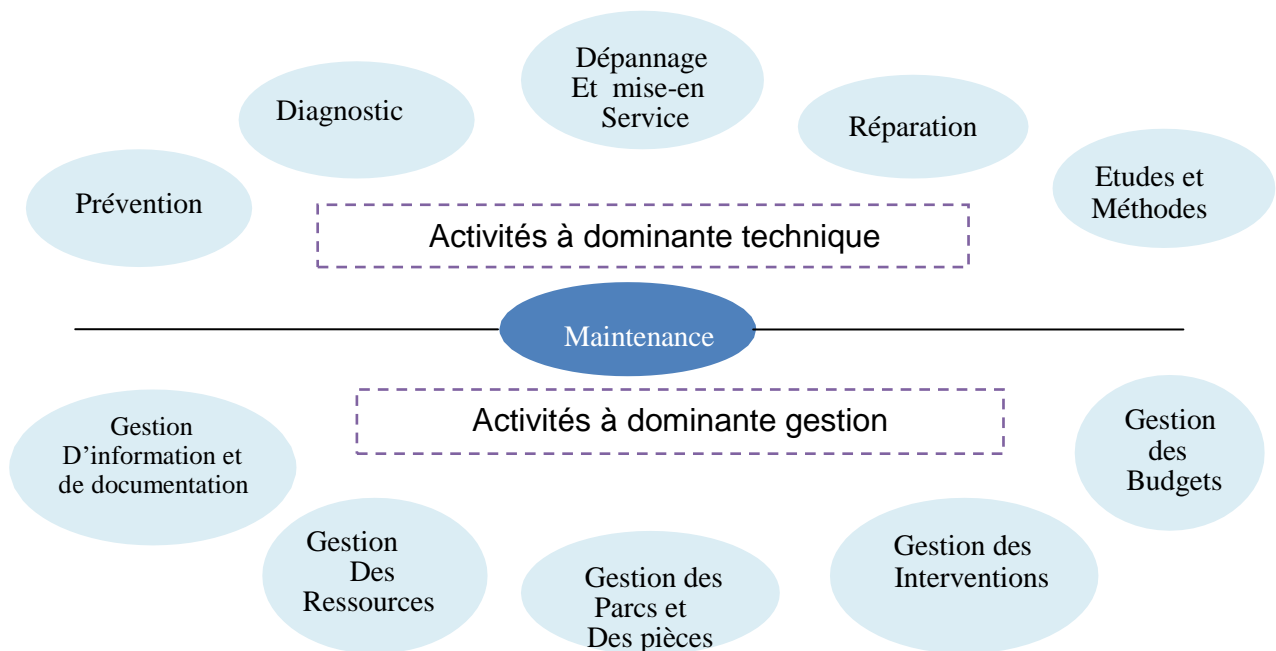 Dépannage
Et mise-en
Service
Diagnostic
Réparation
Prévention
Etudes et
Méthodes
Activités à dominante technique
Maintenance
Activités à dominante gestion
Gestion
D’information et
de documentation
Gestion
des
Budgets
Gestion
Des
Ressources
Gestion des
Parcs et
Des pièces
Gestion des
Interventions